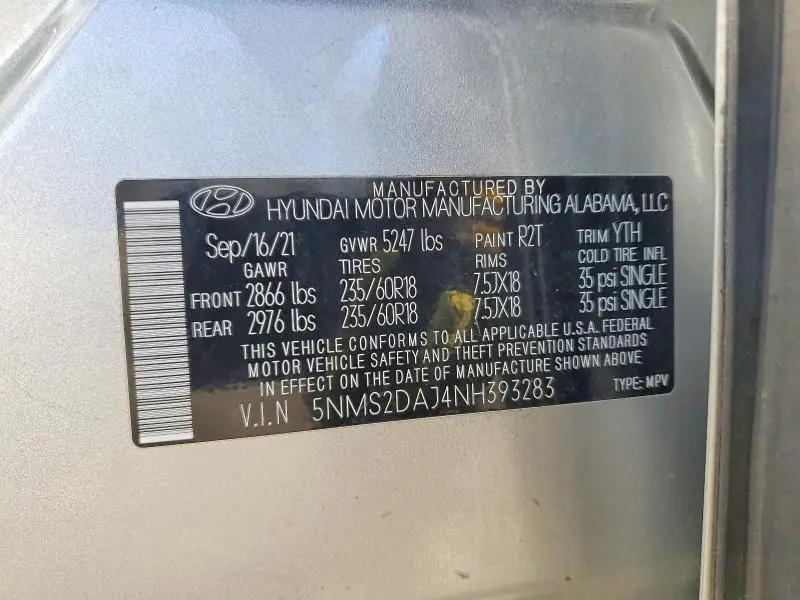 MANUFACTURED BY
HYUNDAI MOTOR MANUFACTURING ALABAMA, LLC
Sep/16/21 GVWR 5247 lbs PAINT R2T TRIM YTH
GAWR TIRES RIMS COLD TIRE INFL
FRONT 2866 lbs 235/60R18 7.5JX18 35 psi SINGLE
REAR 2976 lbs 235/60R18 7.5JX18 35 psi SINGLE
THIS VEHICLE CONFORMS TO ALL APPLICABLE U.S.A. FEDERAL
MOTOR VEHICLE SAFETY AND THEFT PREVENTION STANDARDS
IN EFFECT ON THE DATE OF MANUFACTURE SHOWN ABOVE
V.I.N 5NMS2DAJ4NH393283 TYPE: MPV